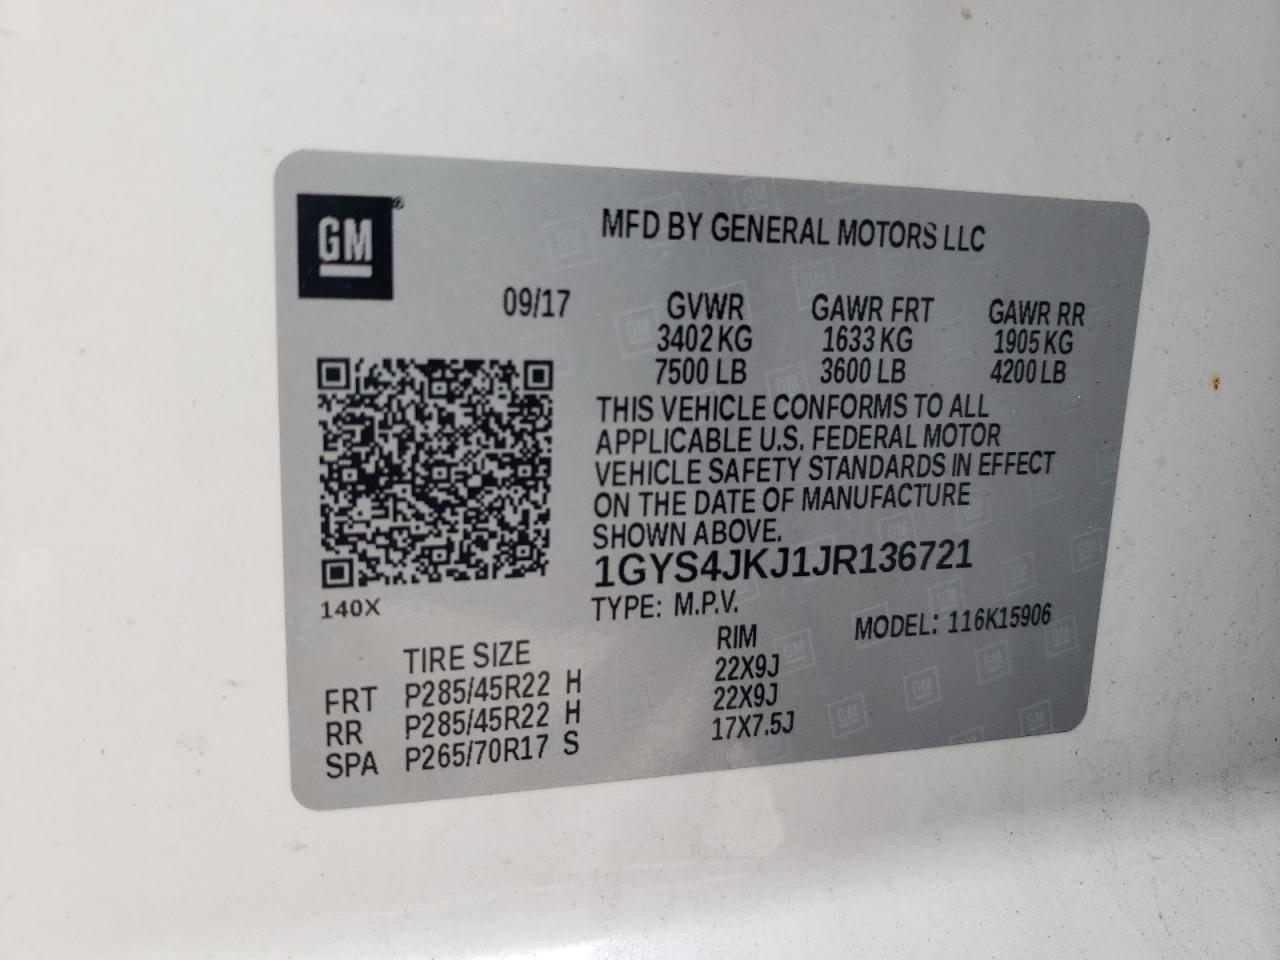 GM
MFD BY GENERAL MOTORS LLC
09/17 GVWR GAWR FRT GAWR RR
3402 KG 1633 KG 1905 KG
7500 LB 3600 LB 4200 LB
THIS VEHICLE CONFORMS TO ALL
APPLICABLE U.S. FEDERAL MOTOR
VEHICLE SAFETY STANDARDS IN EFFECT
ON THE DATE OF MANUFACTURE
SHOWN ABOVE.
1GYS4JKJ1JR136721
140X
TYPE: M.P.V. MODEL: 116K15906
TIRE SIZE RIM
FRT P285/45R22 H 22X9J
RR P285/45R22 H 22X9J
SPA P265/70R17 S 17X7.5J